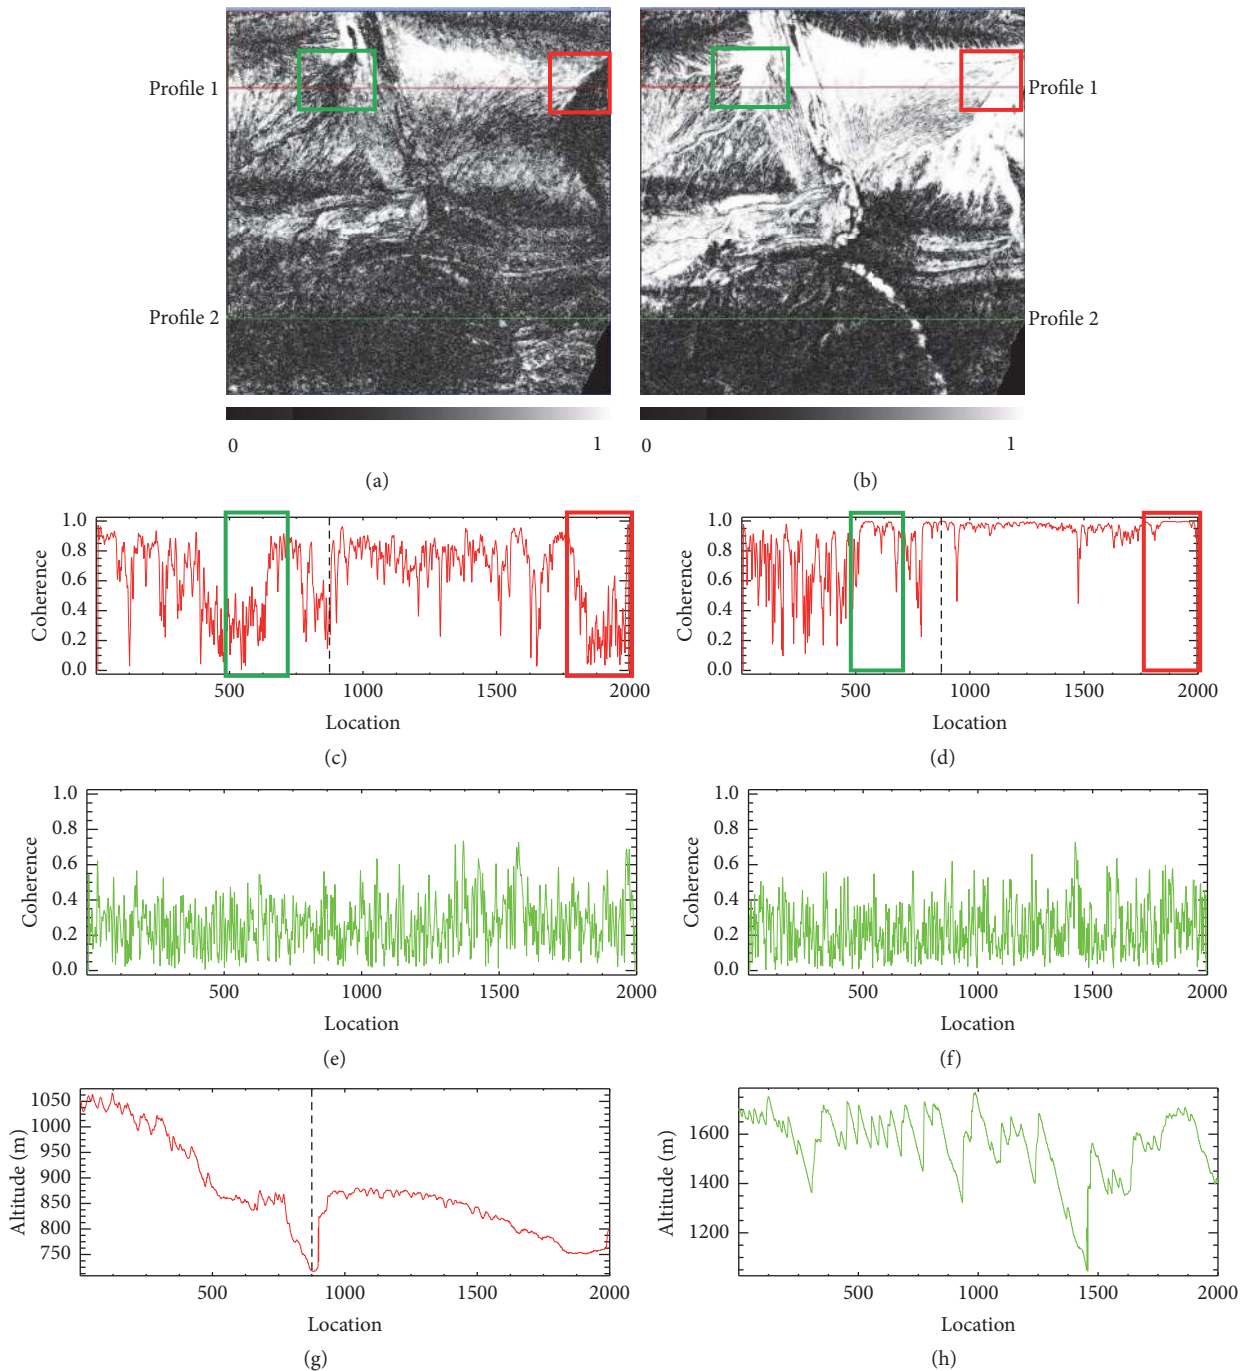 Profile 1
Profile 1
Profile 2
Profile 2
0 1
0 1
(a)
(b)
1.0
0.8
0.6
0.4
0.2
0.0
Coherence
500 1000 1500 2000
Location
(c)
1.0
0.8
0.6
0.4
0.2
0.0
Coherence
500 1000 1500 2000
Location
(d)
1.0
0.8
0.6
0.4
0.2
0.0
Coherence
500 1000 1500 2000
Location
(e)
1.0
0.8
0.6
0.4
0.2
0.0
Coherence
500 1000 1500 2000
Location
(f)
1050
1000
950
900
850
800
750
Altitude (m)
500 1000 1500 2000
Location
(g)
1600
1400
1200
Altitude (m)
500 1000 1500 2000
Location
(h)